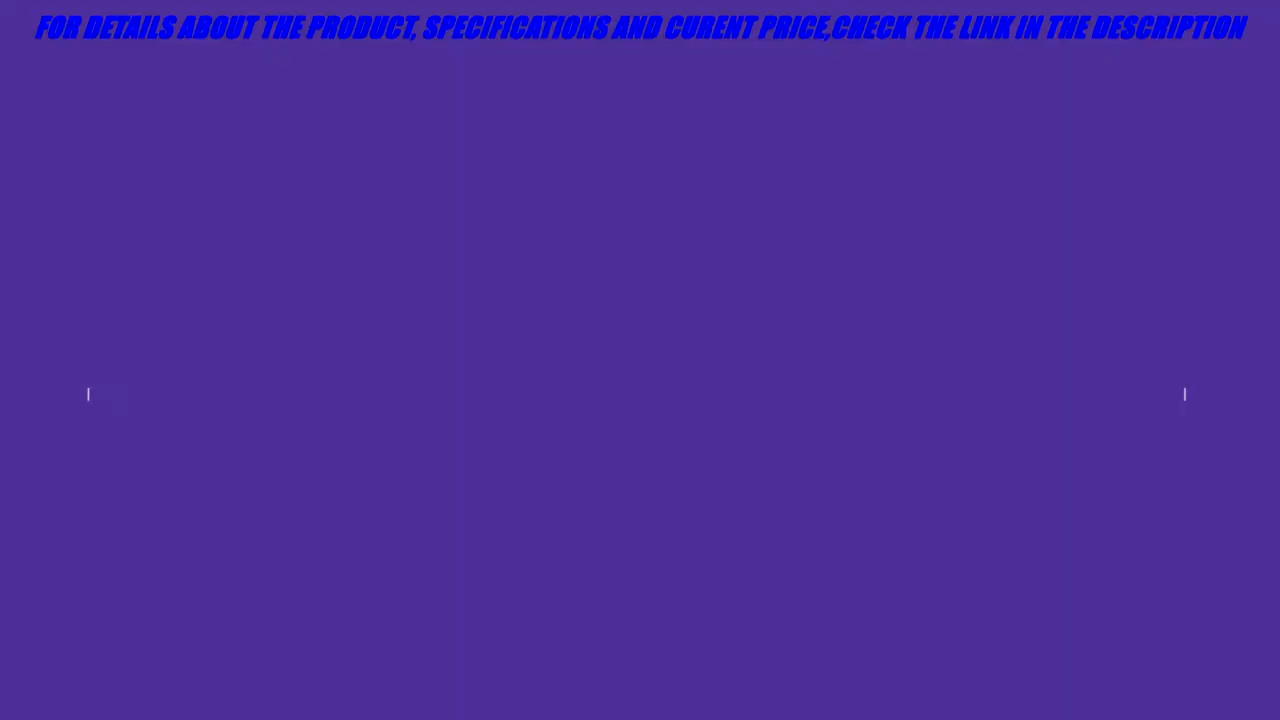 FOR DETAILS ABOUT THE PRODUCT, SPECIFICATIONS AND CURENT PRICE,CHECK THE LINK IN THE DESCRIPTION